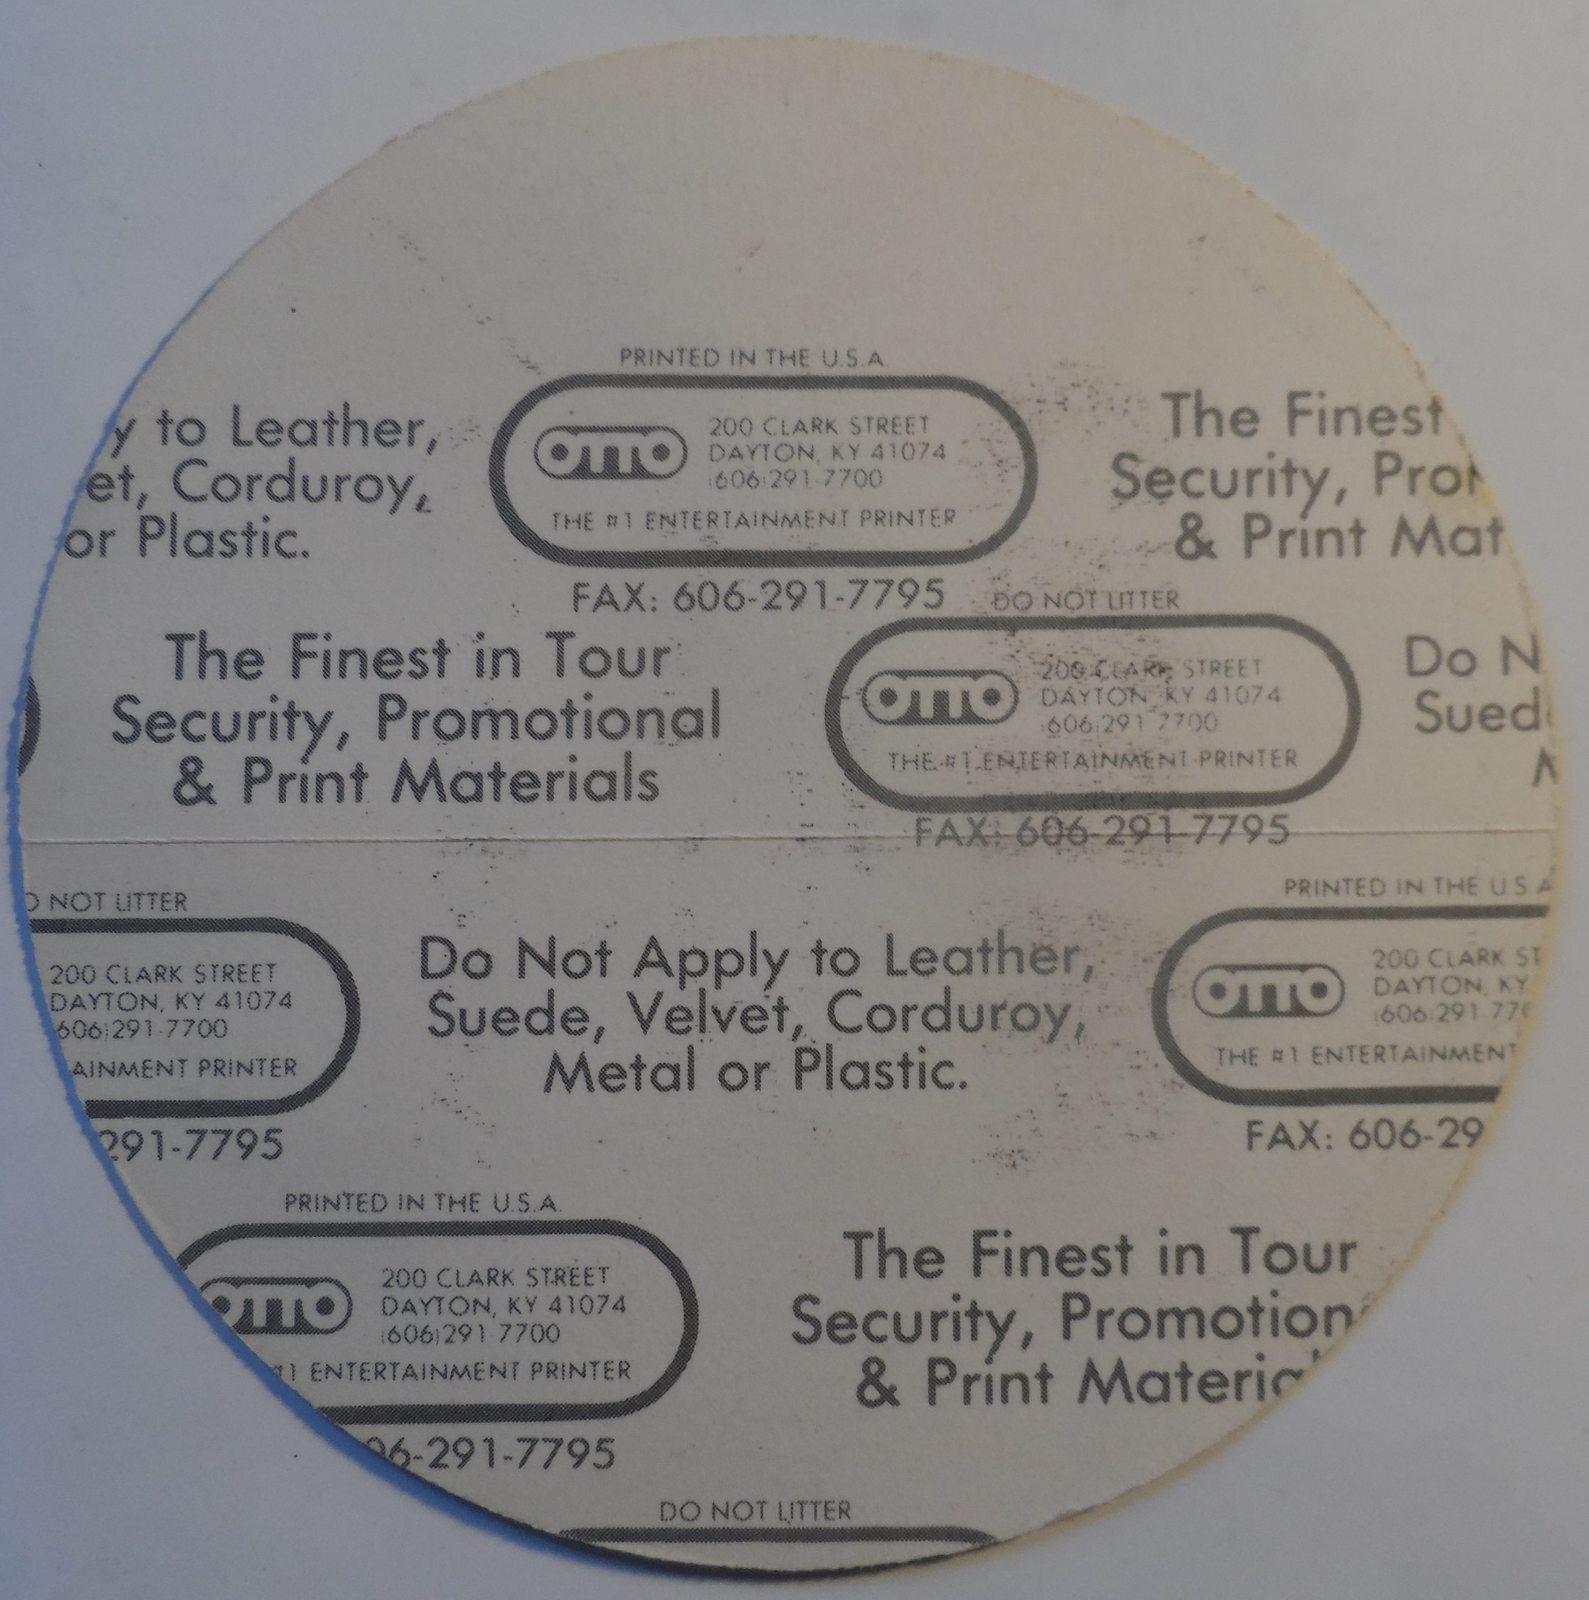 PRINTED IN THE U.S.A.
y to Leather,
et, Corduroy,
or Plastic.
OTTO
200 CLARK STREET
DAYTON, KY 41074
(606)291-7700
THE #1 ENTERTAINMENT PRINTER
FAX: 606-291-7795
The Finest
Security, Pro
& Print Mat
The Finest in Tour
Security, Promotional
& Print Materials
DO NOT LITTER
OTTO
200 CLARK STREET
DAYTON, KY 41074
(606)291-7700
THE #1 ENTERTAINMENT PRINTER
FAX: 606-291-7795
Do N
Sued
O NOT LITTER
200 CLARK STREET
DAYTON, KY 41074
(606)291-7700
AINMENT PRINTER
291-7795
Do Not Apply to Leather,
Suede, Velvet, Corduroy,
Metal or Plastic.
PRINTED IN THE U.S.A
OTTO
200 CLARK ST
DAYTON, KY
(606)291-77
THE #1 ENTERTAINMENT
FAX: 606-29
PRINTED IN THE U.S.A.
OTTO
200 CLARK STREET
DAYTON, KY 41074
(606)291-7700
#1 ENTERTAINMENT PRINTER
06-291-7795
The Finest in Tour
Security, Promotion
& Print Materia
DO NOT LITTER